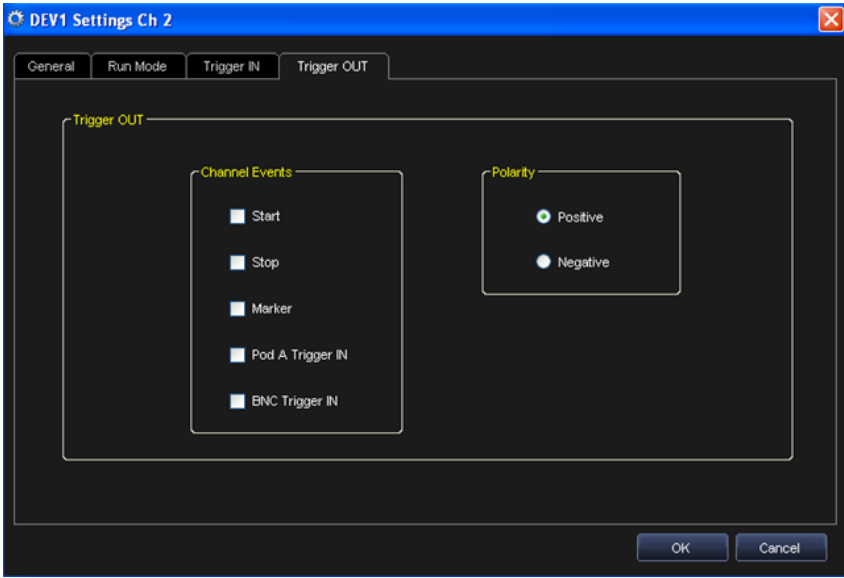 DEV1 Settings Ch 2
General Run Mode Trigger IN Trigger OUT
Trigger OUT
Channel Events
Start
Stop
Marker
Pod A Trigger IN
BNC Trigger IN
Polarity
Positive
Negative
OK Cancel